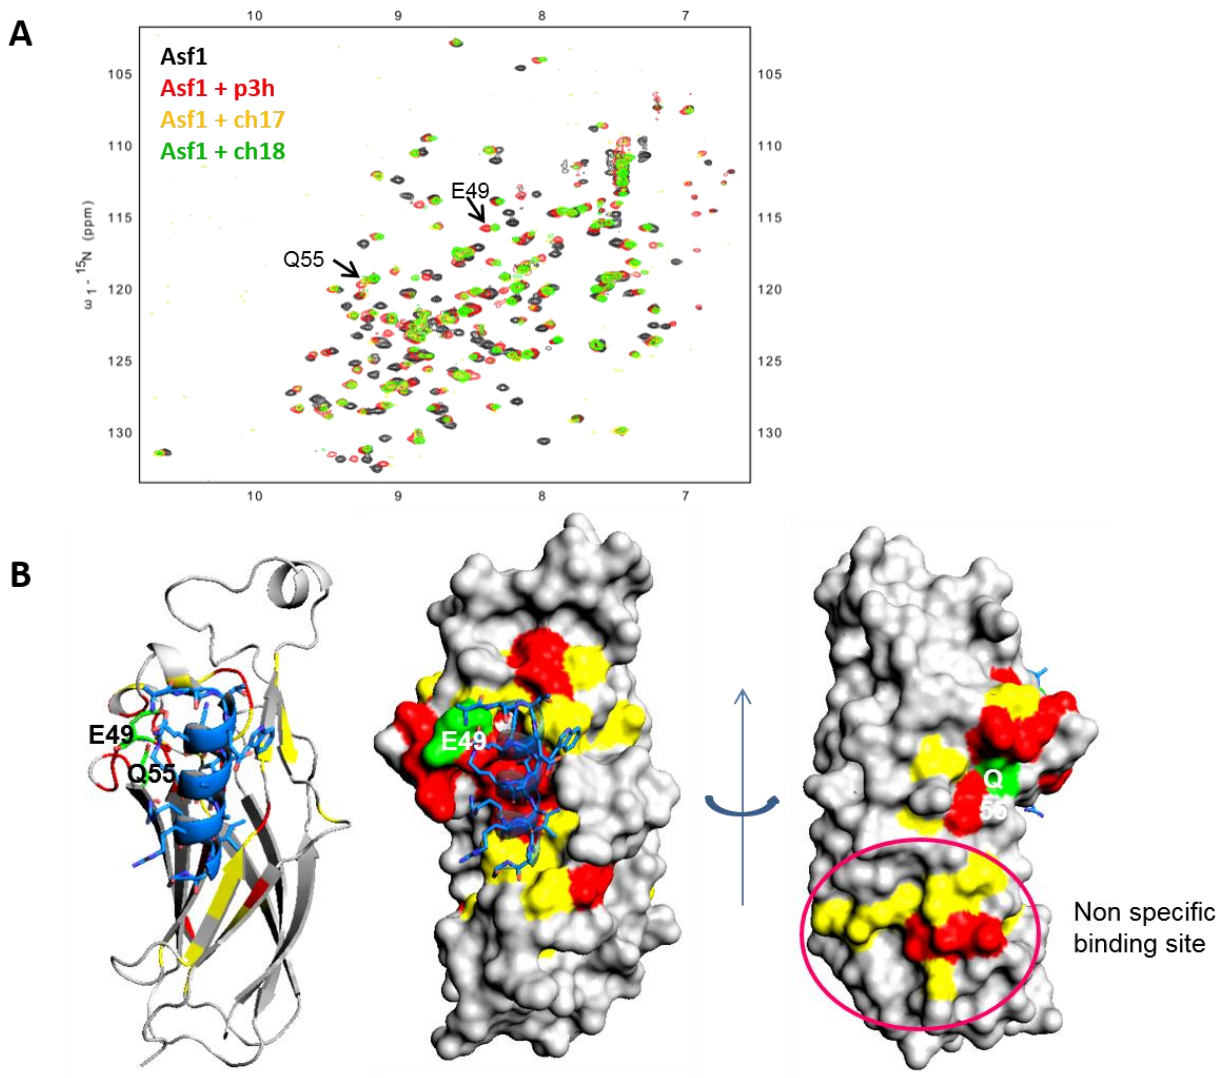 A
10 9 8 7
Asf1
Asf1 + p3h
Asf1 + ch17
Asf1 + ch18
105 105
110 110
115 115
120 120
125 125
130 130
ω 1 - 15N (ppm)
E49
Q55
10 9 8 7
B
E49
Q55
E49
Q
55
Non specific
binding site